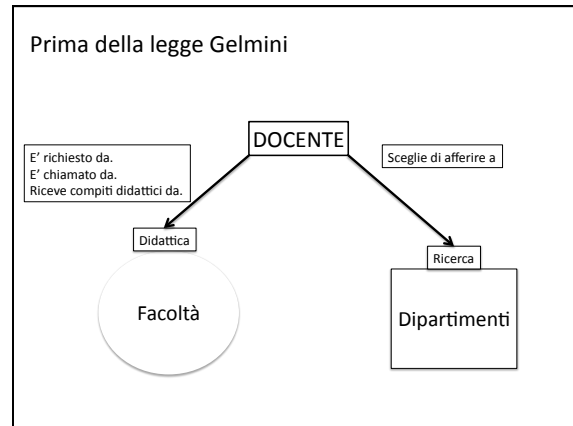 Prima della legge Gelmini
DOCENTE
E' richiesto da.
E' chiamato da.
Riceve compiti didattici da.
Sceglie di afferire a
Didattica
Ricerca
Facoltà
Dipartimenti